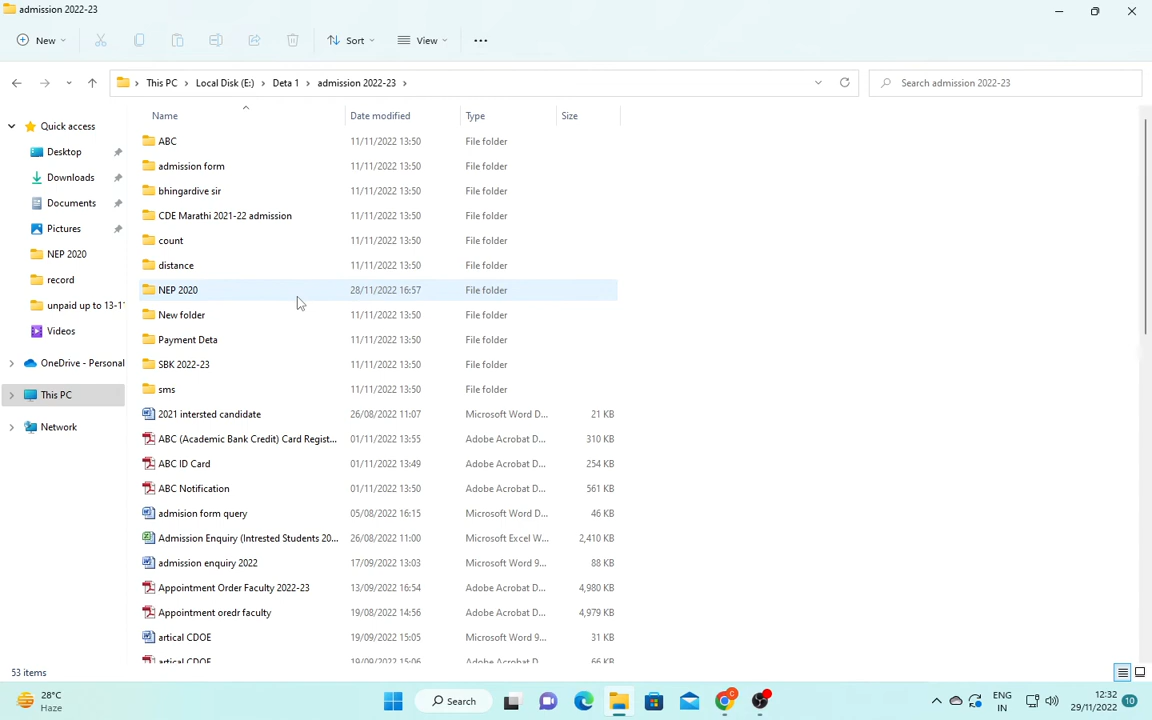 admission 2022-23
New
Sort
View
This PC
Local Disk (E:)
Deta 1
admission 2022-23
Search admission 2022-23
Name Date modified Type Size
Quick access
Desktop
Downloads
Documents
Pictures
NEP 2020
record
unpaid up to 13-1
Videos
OneDrive - Personal
This PC
Network
ABC 11/11/2022 13:50 File folder
admission form 11/11/2022 13:50 File folder
bhingardive sir 11/11/2022 13:50 File folder
CDE Marathi 2021-22 admission 11/11/2022 13:50 File folder
count 11/11/2022 13:50 File folder
distance 11/11/2022 13:50 File folder
NEP 2020 28/11/2022 16:57 File folder
New folder 11/11/2022 13:50 File folder
Payment Deta 11/11/2022 13:50 File folder
SBK 2022-23 11/11/2022 13:50 File folder
sms 11/11/2022 13:50 File folder
2021 intersted candidate 26/08/2022 11:07 Microsoft Word D... 21 KB
ABC (Academic Bank Credit) Card Regist... 01/11/2022 13:55 Adobe Acrobat D... 310 KB
ABC ID Card 01/11/2022 13:49 Adobe Acrobat D... 254 KB
ABC Notification 01/11/2022 13:50 Adobe Acrobat D... 561 KB
admision form query 05/08/2022 16:15 Microsoft Word D... 46 KB
Admission Enquiry (Intrested Students 20... 26/08/2022 11:00 Microsoft Excel W... 2,410 KB
admission enquiry 2022 17/09/2022 13:03 Microsoft Word 9... 88 KB
Appointment Order Faculty 2022-23 13/09/2022 16:54 Adobe Acrobat D... 4,980 KB
Appointment oredr faculty 19/08/2022 14:56 Adobe Acrobat D... 4,979 KB
artical CDOE 19/09/2022 15:05 Microsoft Word 9... 31 KB
artical CDOE 19/09/2022 15:06 Adobe Acrobat D... 66 KB
53 items
28°C
Haze
Search
ENG
IN
12:32
29/11/2022
10